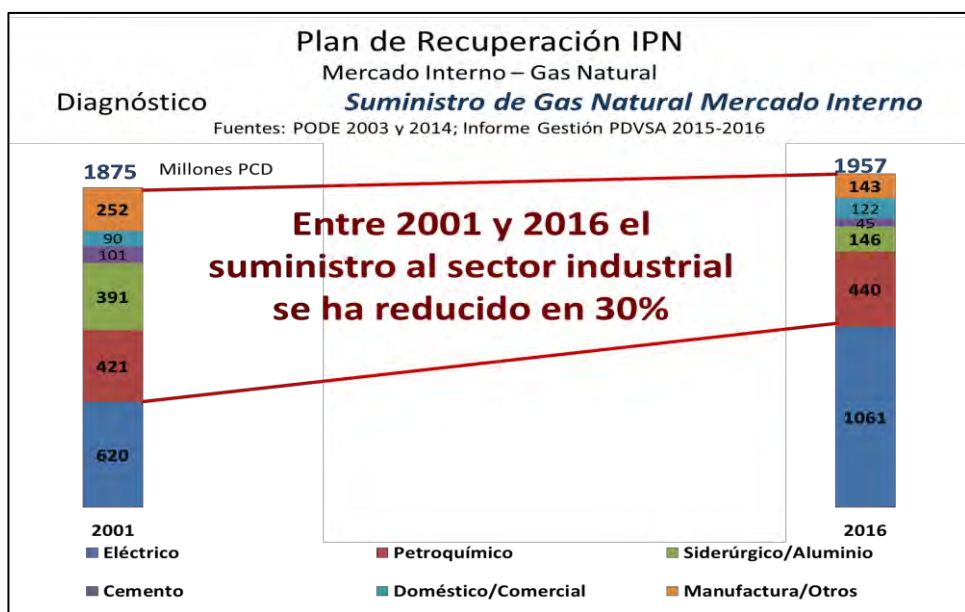 Plan de Recuperación IPN
Mercado Interno – Gas Natural
Diagnóstico
Suministro de Gas Natural Mercado Interno
Fuentes: PODE 2003 y 2014; Informe Gestión PDVSA 2015-2016
1875
Millones PCD
252
90
101
391
421
620
2001
Entre 2001 y 2016 el
suministro al sector industrial
se ha reducido en 30%
1957
143
122
45
146
440
1061
2016
Eléctrico
Petroquímico
Siderúrgico/Aluminio
Cemento
Doméstico/Comercial
Manufactura/Otros